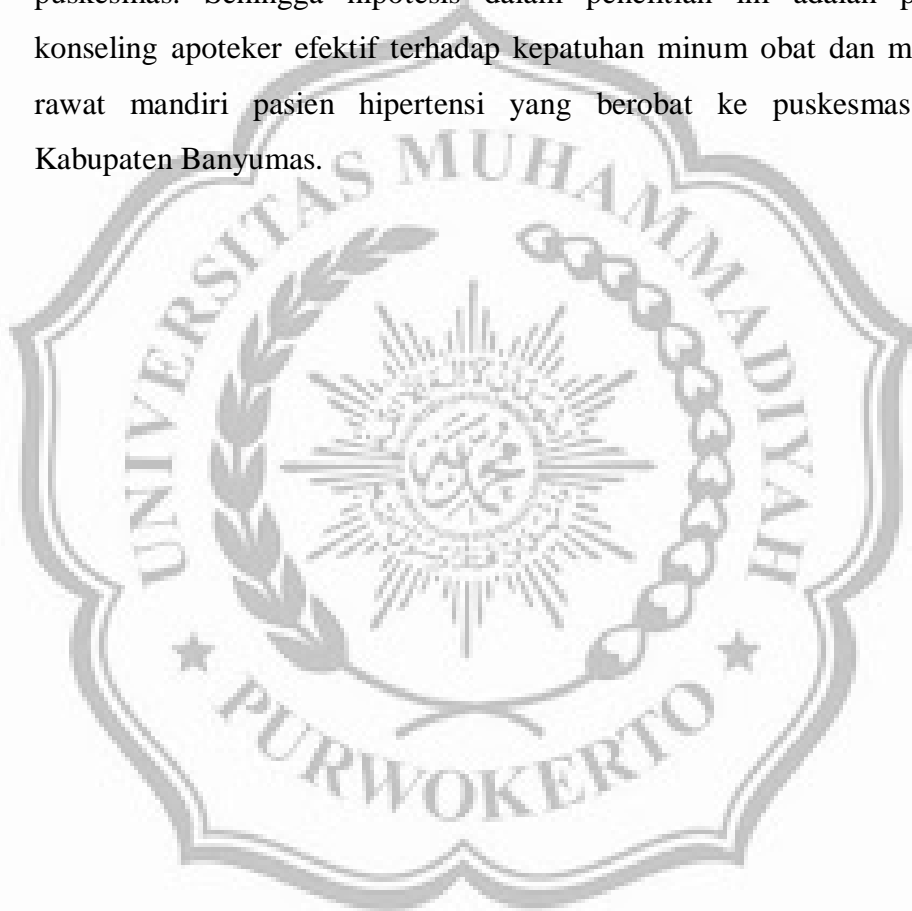 puskesmas. Sehingga hipotesis dalam penelitian ini adalah p
konseling apoteker efektif terhadap kepatuhan minum obat dan m
rawat mandiri pasien hipertensi yang berobat ke puskesmas
Kabupaten Banyumas.
UNIVERSITAS MUHAMMADIYAH
PURWOKERTO